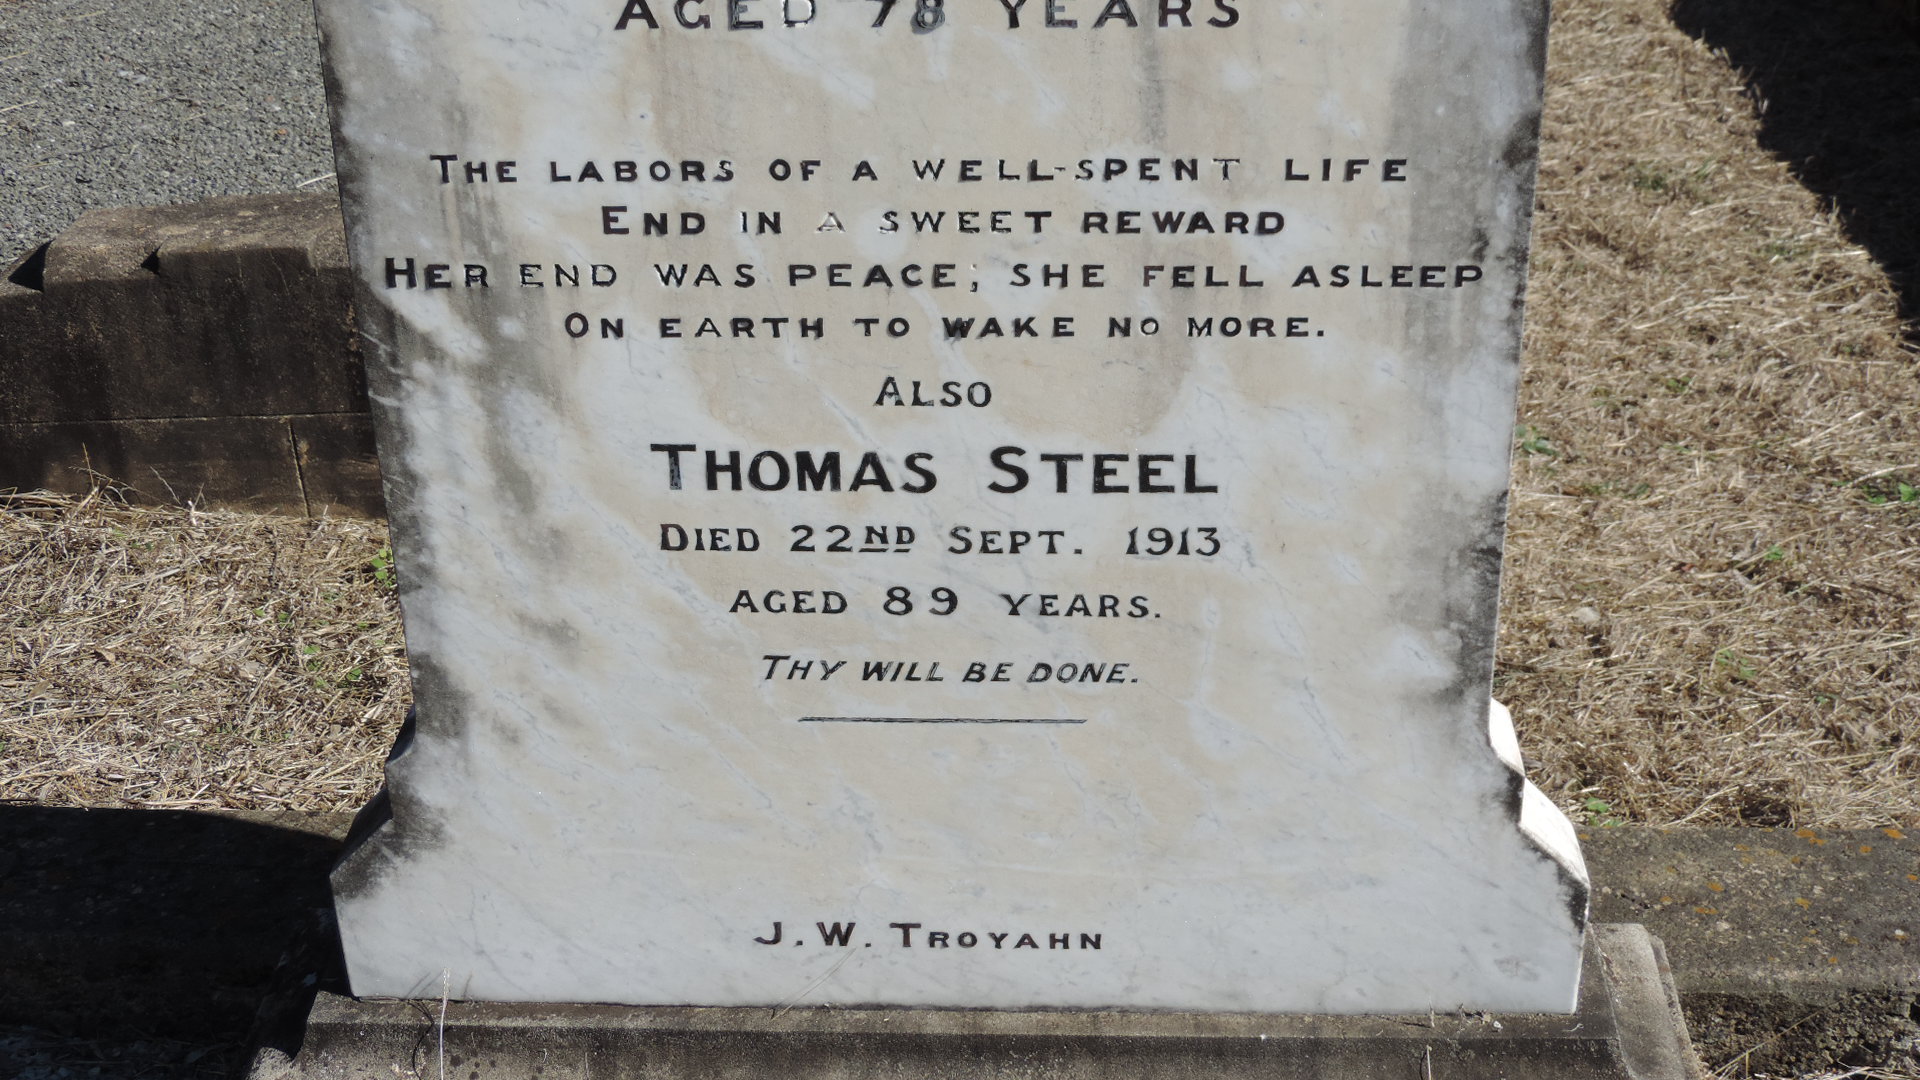 AGED 78 YEARS
THE LABORS OF A WELL-SPENT LIFE
END IN A SWEET REWARD
HER END WAS PEACE; SHE FELL ASLEEP
ON EARTH TO WAKE NO MORE.
ALSO
THOMAS STEEL
DIED 22ND SEPT. 1913
AGED 89 YEARS.
THY WILL BE DONE.
J. W. TROYAHN